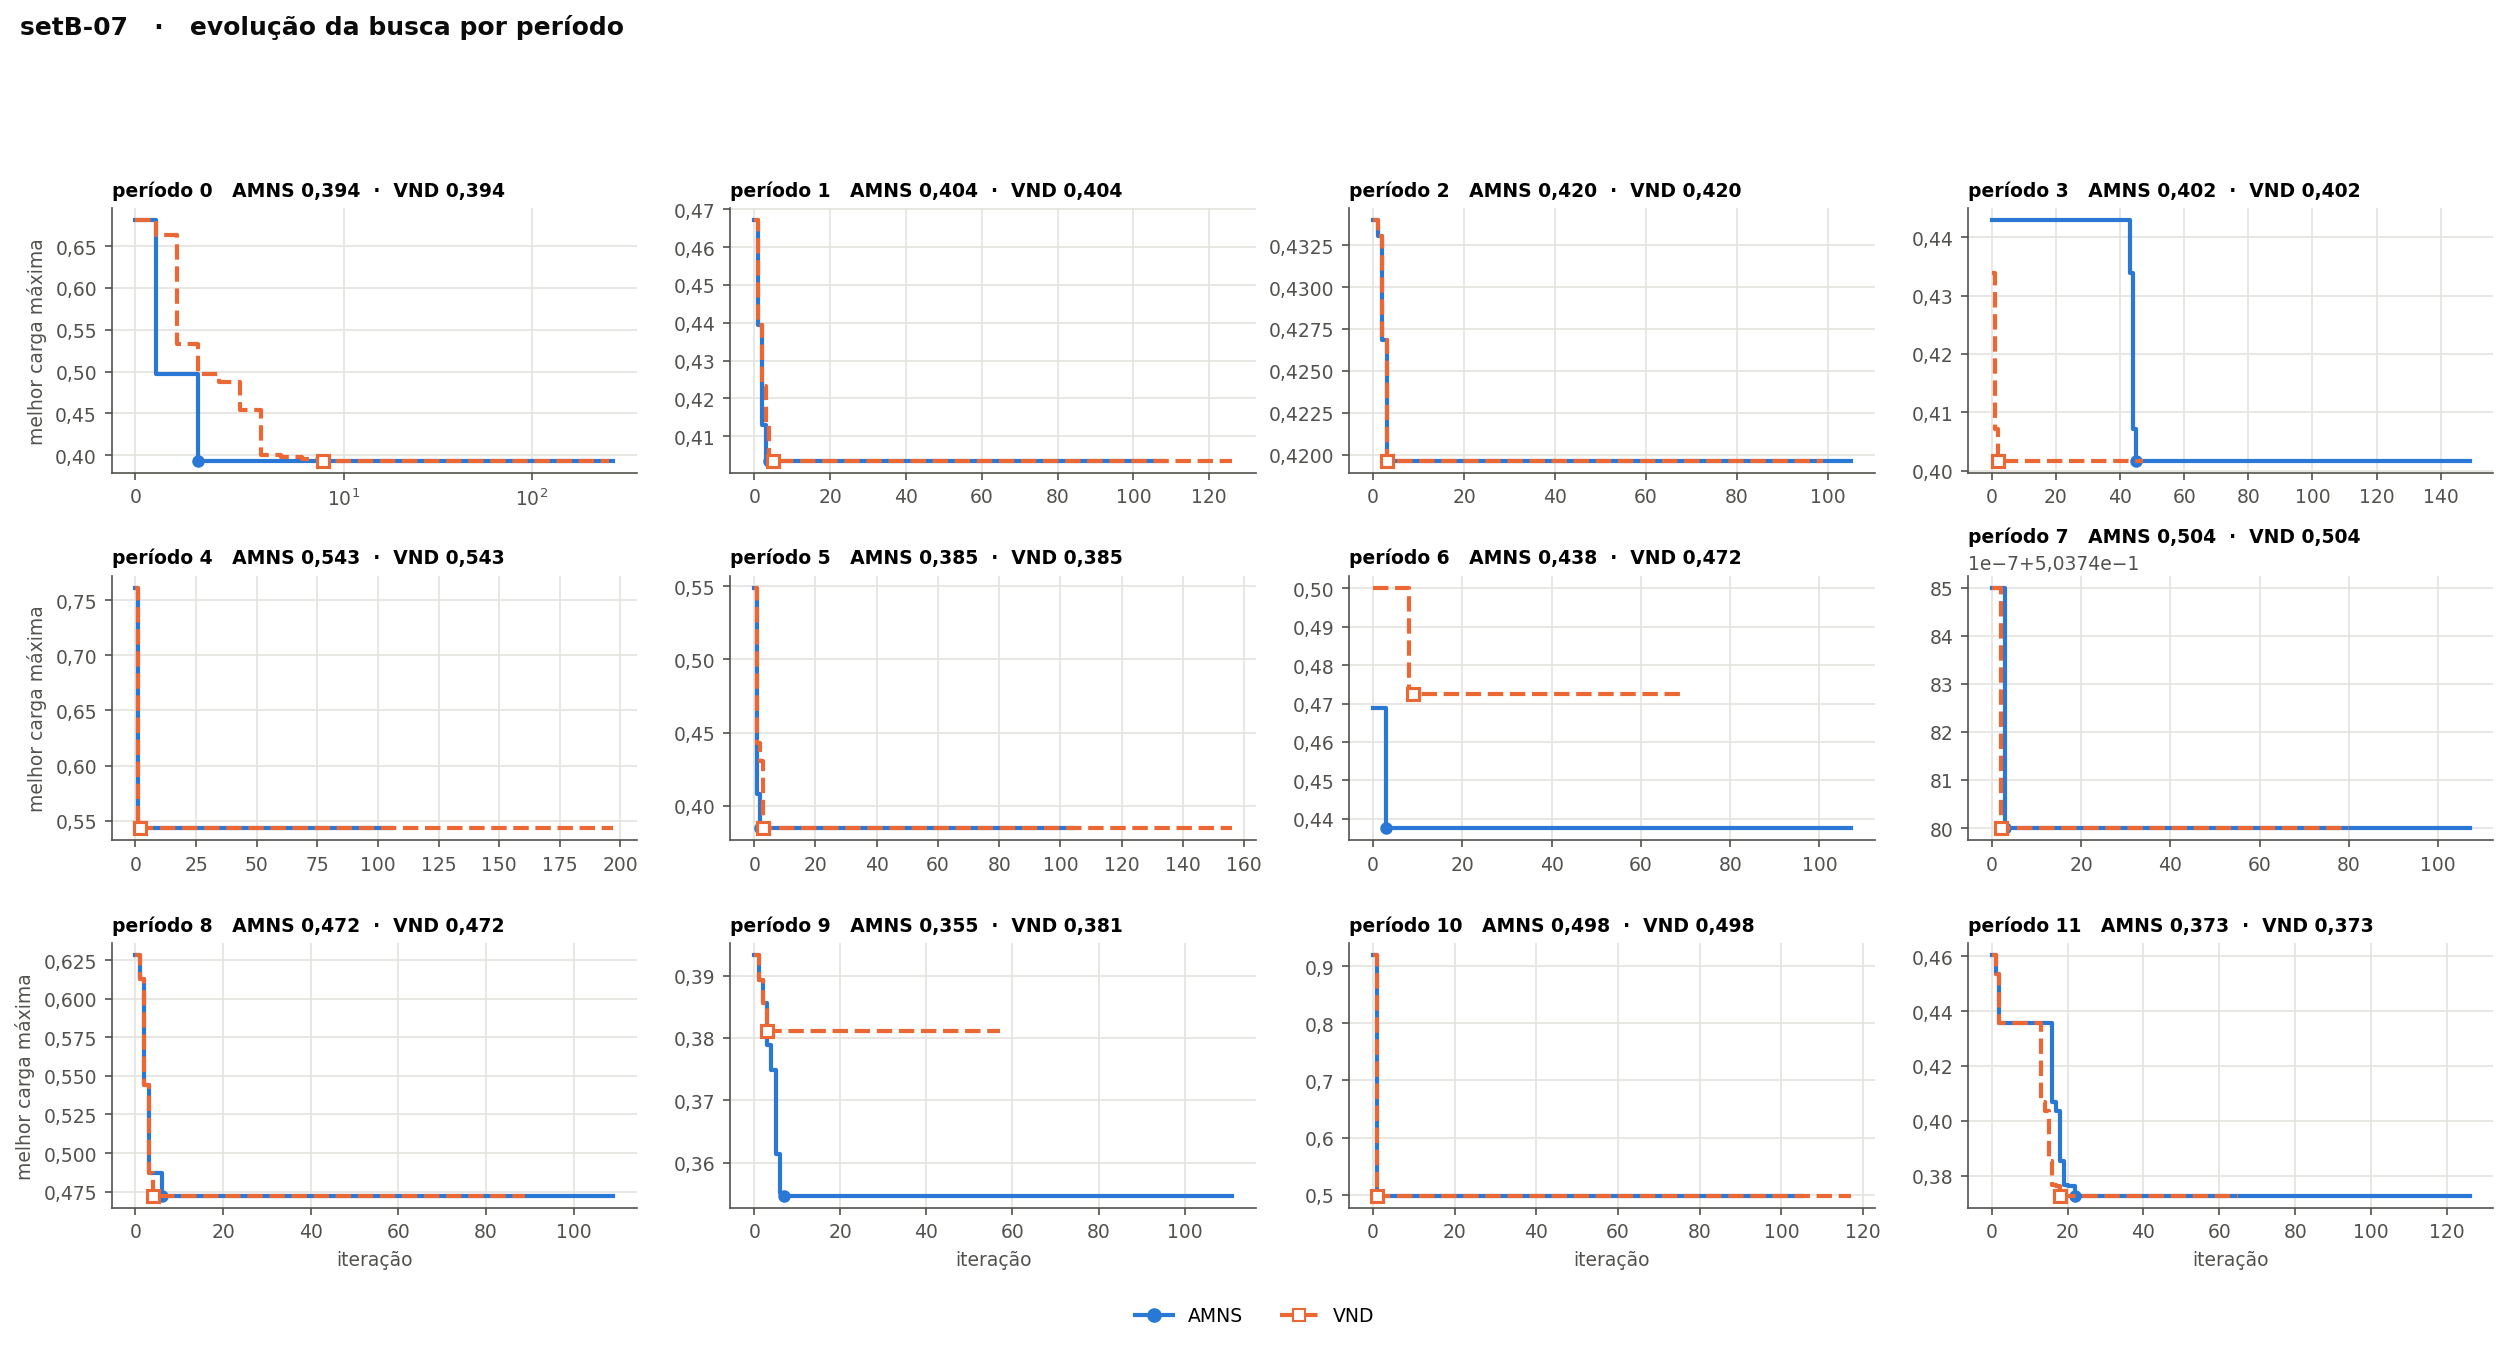 setB-07 · evolução da busca por período
período 0 AMNS 0,394 · VND 0,394
melhor carga máxima
0,65
0,60
0,55
0,50
0,45
0,40
0 10¹ 10²
período 1 AMNS 0,404 · VND 0,404
0,47
0,46
0,45
0,44
0,43
0,42
0,41
0 20 40 60 80 100 120
período 2 AMNS 0,420 · VND 0,420
0,4325
0,4300
0,4275
0,4250
0,4225
0,4200
0 20 40 60 80 100
período 3 AMNS 0,402 · VND 0,402
0,44
0,43
0,42
0,41
0,40
0 20 40 60 80 100 120 140
período 4 AMNS 0,543 · VND 0,543
melhor carga máxima
0,75
0,70
0,65
0,60
0,55
0 25 50 75 100 125 150 175 200
período 5 AMNS 0,385 · VND 0,385
0,55
0,50
0,45
0,40
0 20 40 60 80 100 120 140 160
período 6 AMNS 0,438 · VND 0,472
0,50
0,49
0,48
0,47
0,46
0,45
0,44
0 20 40 60 80 100
período 7 AMNS 0,504 · VND 0,504
1e−7+5,0374e−1
85
84
83
82
81
80
0 20 40 60 80 100
período 8 AMNS 0,472 · VND 0,472
melhor carga máxima
0,625
0,600
0,575
0,550
0,525
0,500
0,475
0 20 40 60 80 100
iteração
período 9 AMNS 0,355 · VND 0,381
0,39
0,38
0,37
0,36
0 20 40 60 80 100
iteração
período 10 AMNS 0,498 · VND 0,498
0,9
0,8
0,7
0,6
0,5
0 20 40 60 80 100 120
iteração
período 11 AMNS 0,373 · VND 0,373
0,46
0,44
0,42
0,40
0,38
0 20 40 60 80 100 120
iteração
AMNS VND